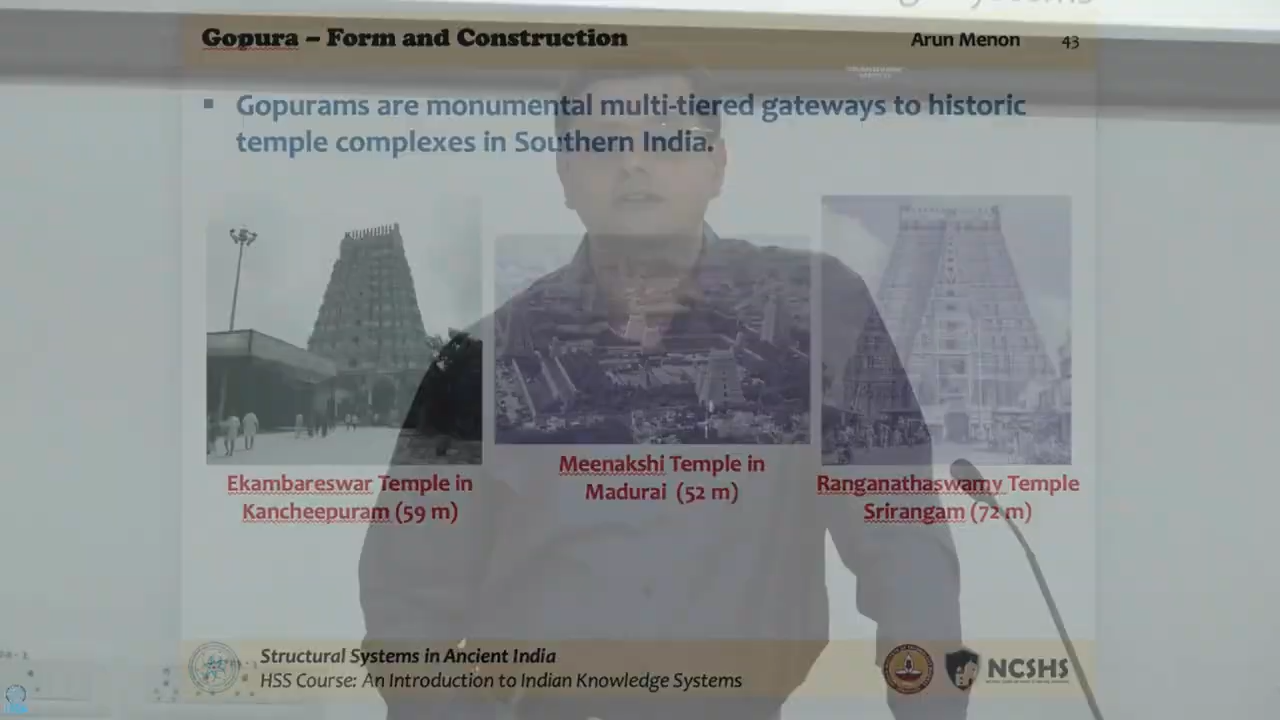 Gopura – Form and Construction
Arun Menon 43
▪ Gopurams are monumental multi-tiered gateways to historic
temple complexes in Southern India.
Ekambareswar Temple in
Kancheepuram (59 m)
Meenakshi Temple in
Madurai (52 m)
Ranganathaswamy Temple
Srirangam (72 m)
Structural Systems in Ancient India
HSS Course: An Introduction to Indian Knowledge Systems
NCSHS